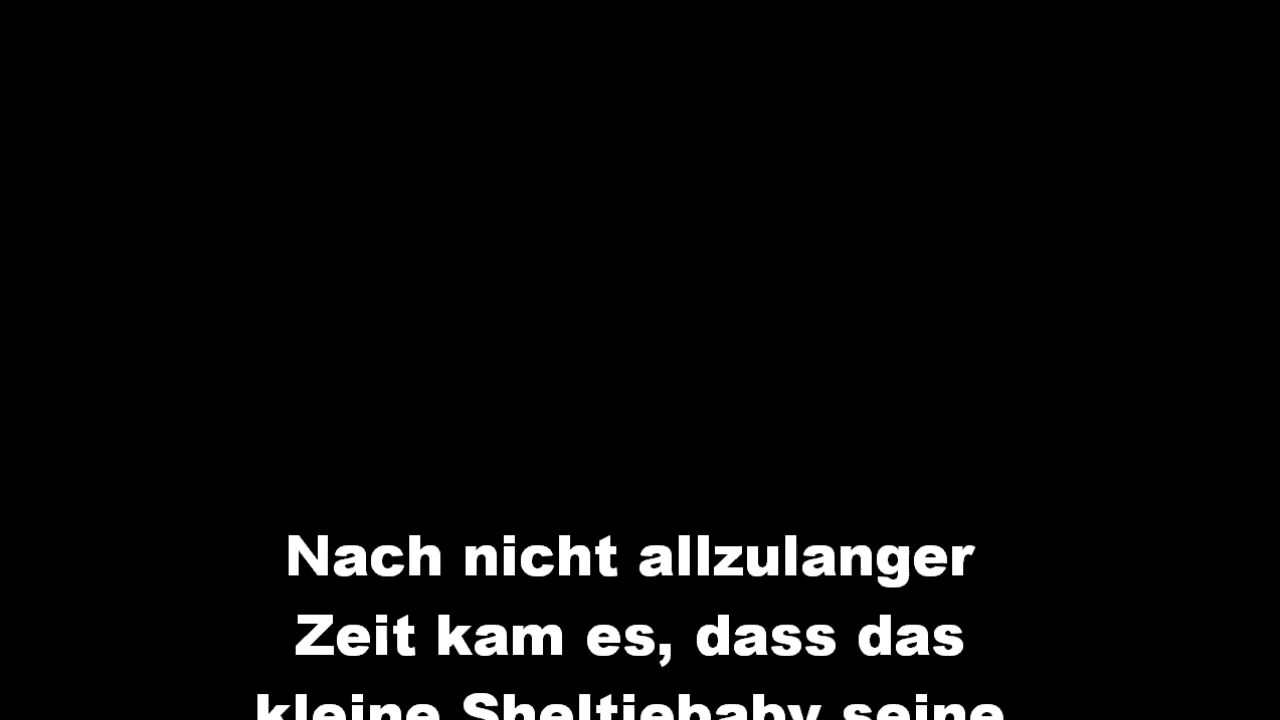 Nach nicht allzulanger
Zeit kam es, dass das
kleine Sheltiebaby seine